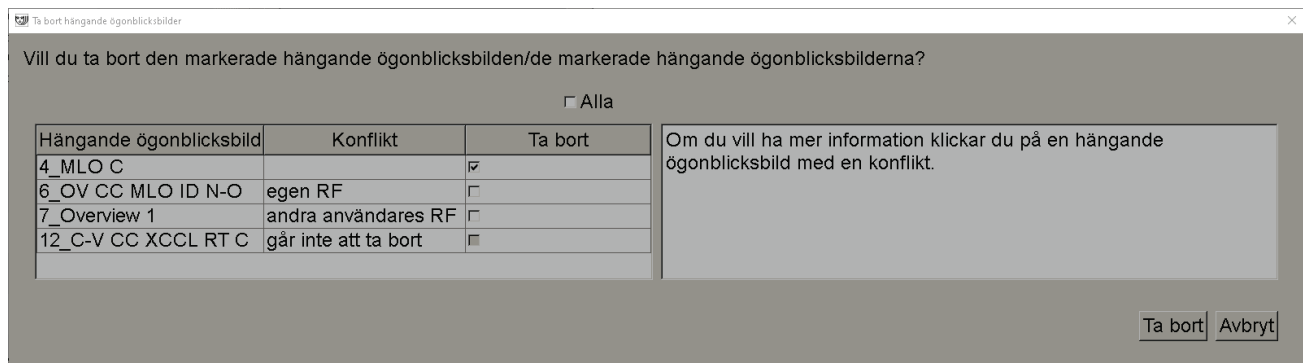 Ta bort hängande ögonblicksbilder
Vill du ta bort den markerade hängande ögonblicksbilden/de markerade hängande ögonblicksbilderna?
Alla
Hängande ögonblicksbild Konflikt Ta bort
4_MLO C
6_OV CC MLO ID N-O egen RF
7_Overview 1 andra användares RF
12_C-V CC XCCL RT C går inte att ta bort
Om du vill ha mer information klickar du på en hängande
ögonblicksbild med en konflikt.
Ta bort Avbryt